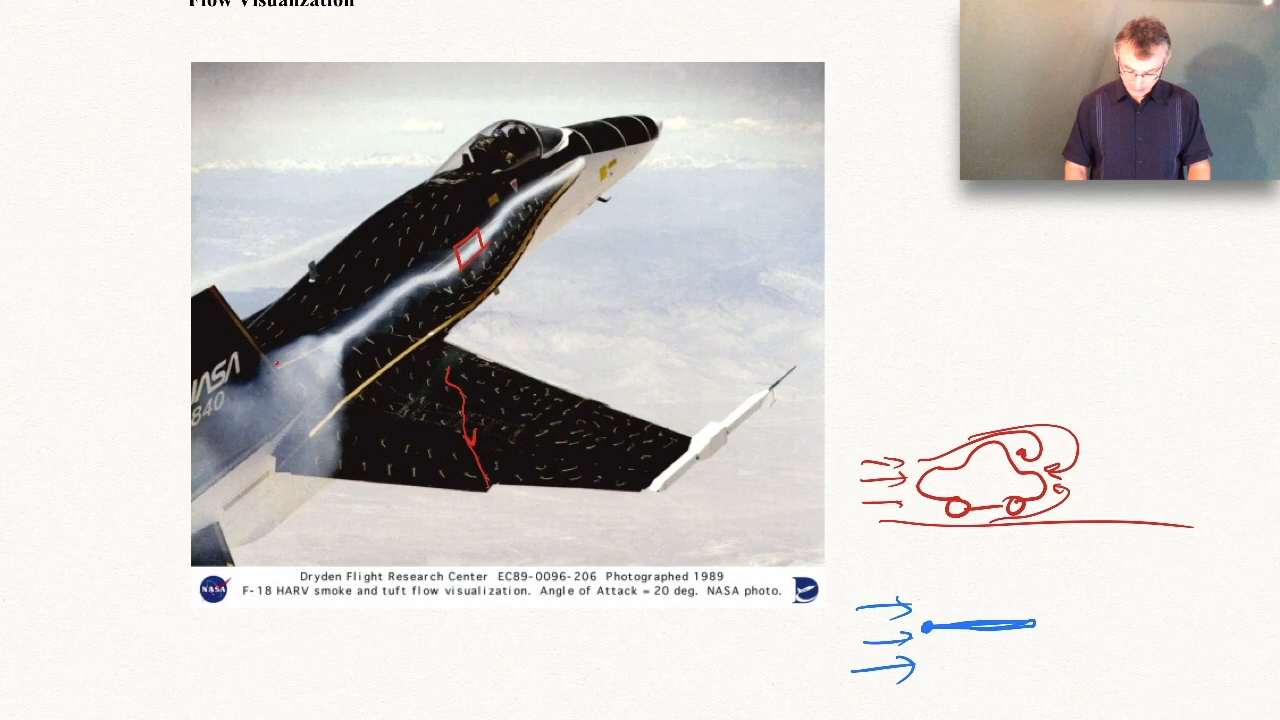 Flow Visualization
NASA
840
NASA
Dryden Flight Research Center EC89-0096-206 Photographed 1989
F-18 HARV smoke and tuft flow visualization. Angle of Attack = 20 deg. NASA photo.